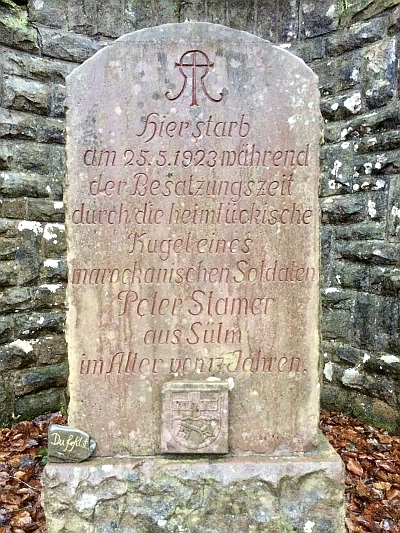 Hier starb
am 25.5.1923 während
der Besatzungszeit
durch die heimtückische
Kugel eines
marockanischen Soldaten
Peter Stamer
aus Sülm
im Alter von 17 Jahren.
Du fehlst